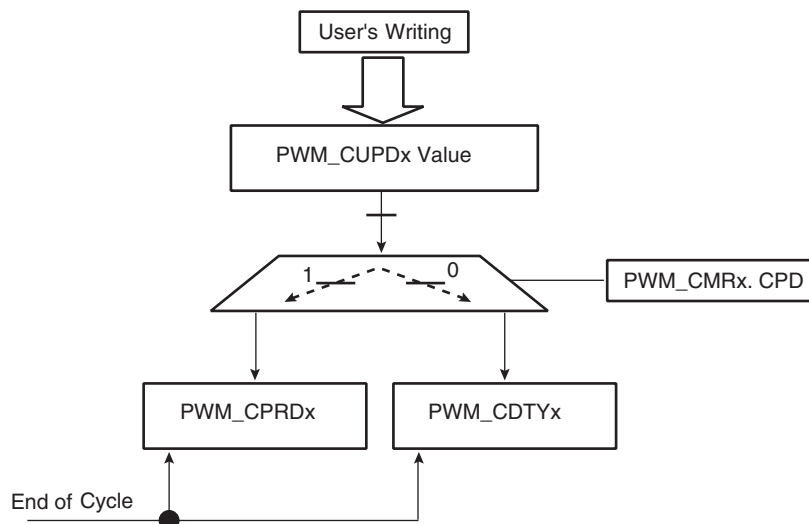 User's Writing
PWM_CUPDx Value
1
0
PWM_CMRx. CPD
PWM_CPRDx
PWM_CDTYx
End of Cycle